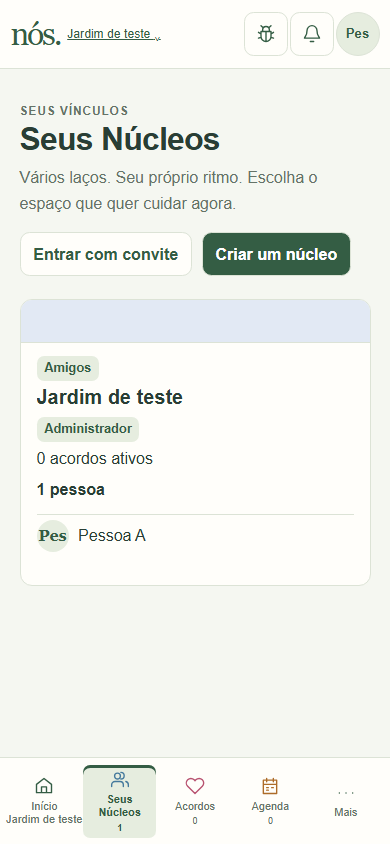 nós. Jardim de teste
Pes
SEUS VÍNCULOS
Seus Núcleos
Vários laços. Seu próprio ritmo. Escolha o
espaço que quer cuidar agora.
Entrar com convite
Criar um núcleo
Amigos
Jardim de teste
Administrador
0 acordos ativos
1 pessoa
Pes Pessoa A
Início
Jardim de teste
Seus
Núcleos
1
Acordos
0
Agenda
0
Mais